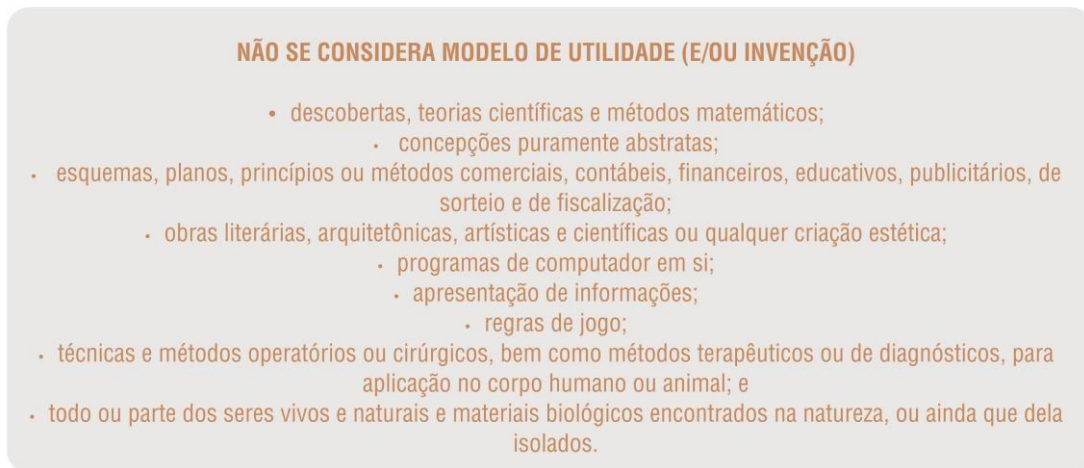 NÃO SE CONSIDERA MODELO DE UTILIDADE (E/OU INVENÇÃO)
• descobertas, teorias científicas e métodos matemáticos;
• concepções puramente abstratas;
• esquemas, planos, princípios ou métodos comerciais, contábeis, financeiros, educativos, publicitários, de
sorteio e de fiscalização;
• obras literárias, arquitetônicas, artísticas e científicas ou qualquer criação estética;
• programas de computador em si;
• apresentação de informações;
• regras de jogo;
• técnicas e métodos operatórios ou cirúrgicos, bem como métodos terapêuticos ou de diagnósticos, para
aplicação no corpo humano ou animal; e
• todo ou parte dos seres vivos e naturais e materiais biológicos encontrados na natureza, ou ainda que dela
isolados.